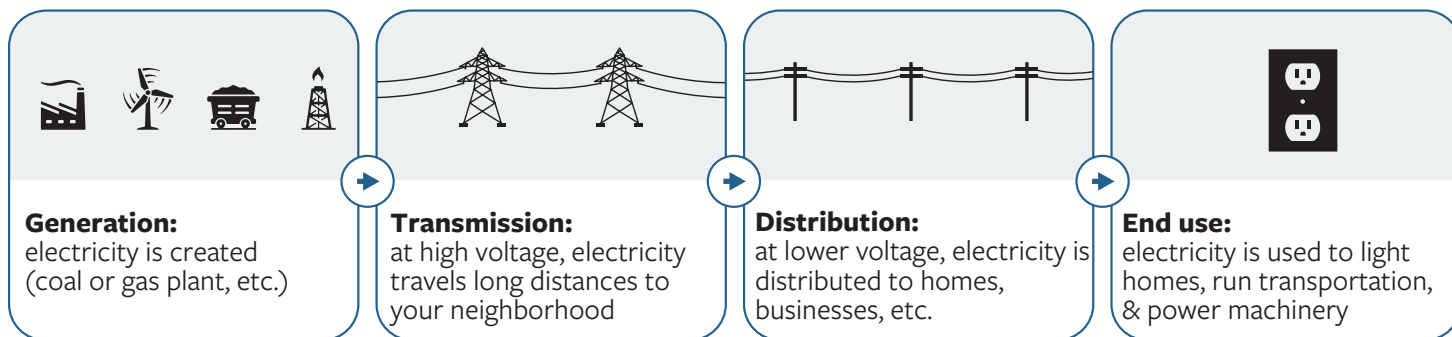 Generation:
electricity is created
(coal or gas plant, etc.)
Transmission:
at high voltage, electricity
travels long distances to
your neighborhood
Distribution:
at lower voltage, electricity is
distributed to homes,
businesses, etc.
End use:
electricity is used to light
homes, run transportation,
& power machinery